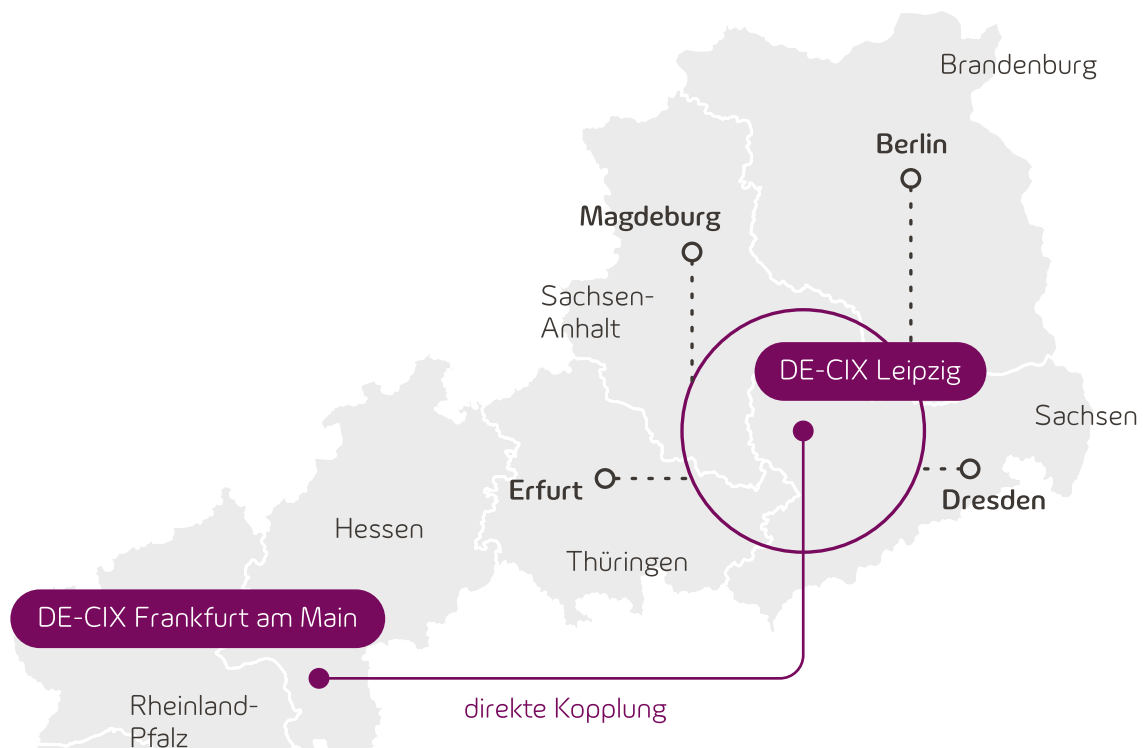 Brandenburg
Berlin
Magdeburg
Sachsen-
Anhalt
DE-CIX Leipzig
Sachsen
Erfurt
Dresden
Hessen
Thüringen
DE-CIX Frankfurt am Main
Rheinland-
Pfalz
direkte Kopplung